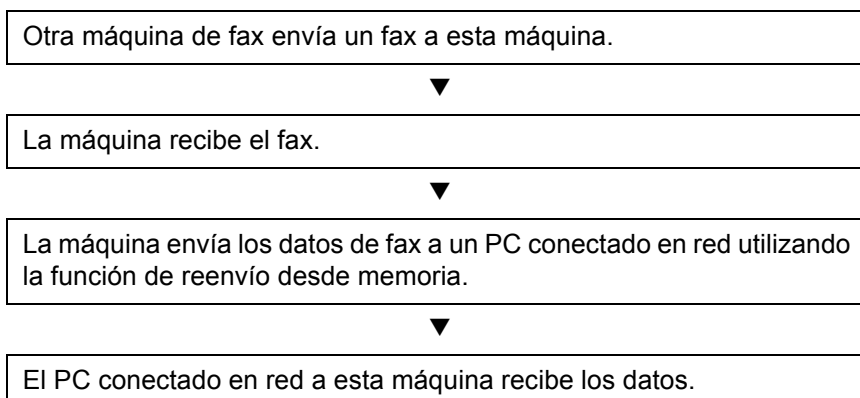 Otra máquina de fax envía un fax a esta máquina.
▼
La máquina recibe el fax.
▼
La máquina envía los datos de fax a un PC conectado en red utilizando
la función de reenvío desde memoria.
▼
El PC conectado en red a esta máquina recibe los datos.